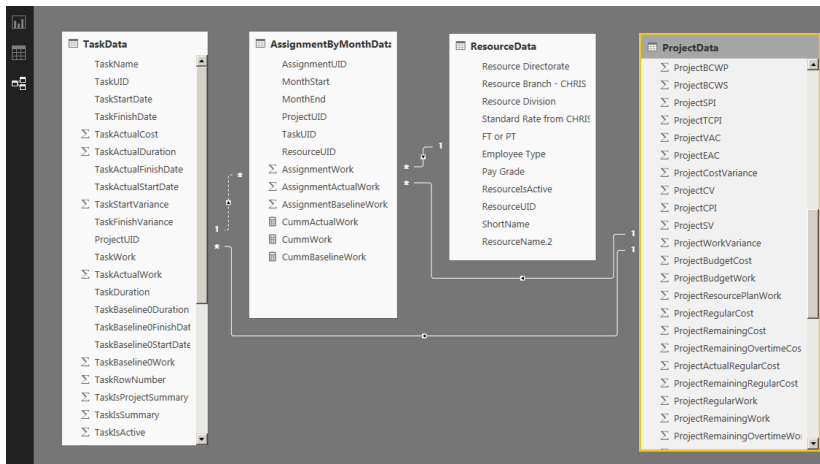 TaskData
TaskName
TaskUID
TaskStartDate
TaskFinishDate
∑ TaskActualCost
∑ TaskActualDuration
TaskActualFinishDate
TaskActualStartDate
∑ TaskStartVariance
TaskFinishVariance
ProjectUID
TaskWork
∑ TaskActualWork
TaskDuration
TaskBaseline0Duration
TaskBaseline0FinishDat
TaskBaseline0StartDate
∑ TaskBaseline0Work
∑ TaskRowNumber
∑ TaskIsProjectSummary
∑ TaskIsSummary
∑ TaskIsActive
1
*
*
AssignmentByMonthData
AssignmentUID
MonthStart
MonthEnd
ProjectUID
TaskUID
ResourceUID
∑ AssignmentWork
∑ AssignmentActualWork
∑ AssignmentBaselineWork
CummActualWork
CummWork
CummBaselineWork
*
*
1
ResourceData
Resource Directorate
Resource Branch - CHRIS
Resource Division
Standard Rate from CHRIS
FT or PT
Employee Type
Pay Grade
ResourceIsActive
ResourceUID
ShortName
ResourceName.2
1
1
ProjectData
∑ ProjectBCWP
∑ ProjectBCWS
∑ ProjectSPI
∑ ProjectTCPI
∑ ProjectVAC
∑ ProjectEAC
∑ ProjectCostVariance
∑ ProjectCV
∑ ProjectCPI
∑ ProjectSV
∑ ProjectWorkVariance
∑ ProjectBudgetCost
∑ ProjectBudgetWork
∑ ProjectResourcePlanWork
∑ ProjectRegularCost
∑ ProjectRemainingCost
∑ ProjectRemainingOvertimeCos
∑ ProjectActualRegularCost
∑ ProjectRemainingRegularCost
∑ ProjectRegularWork
∑ ProjectRemainingWork
∑ ProjectRemainingOvertimeWo